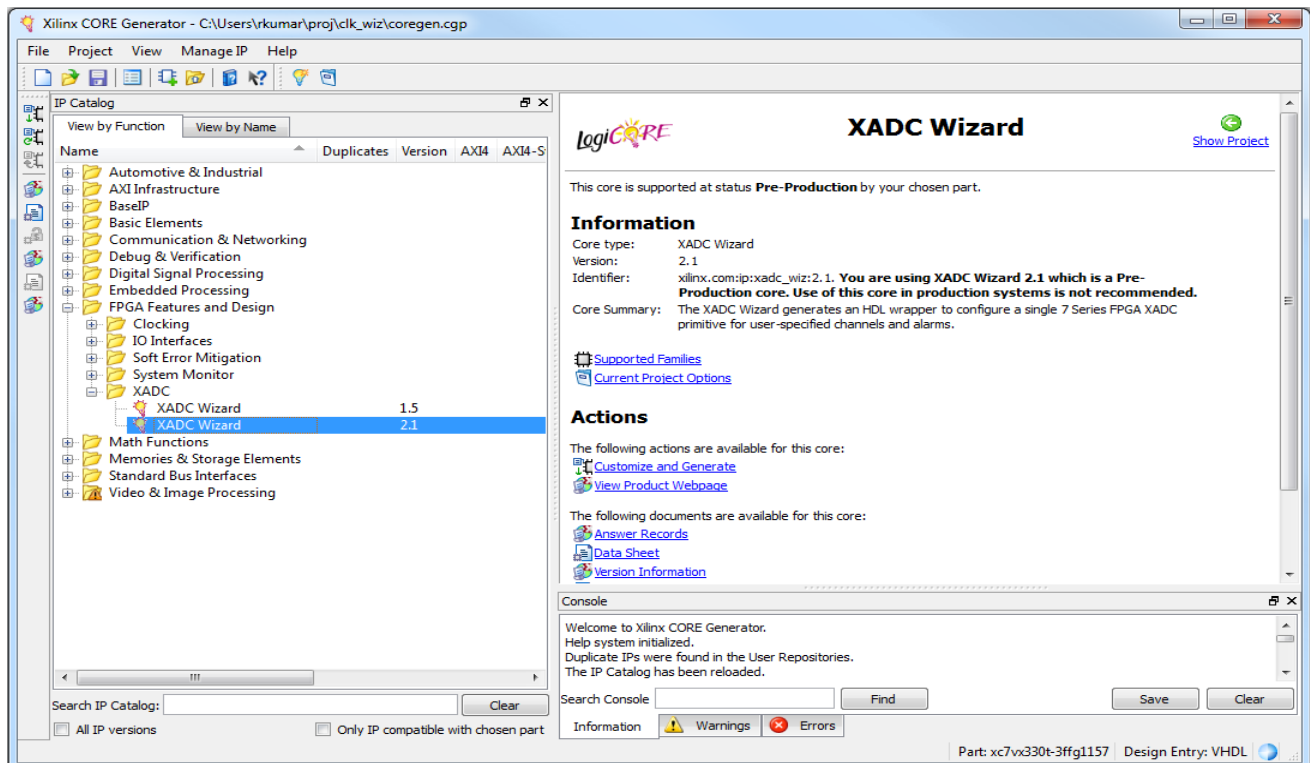 Xilinx CORE Generator - C:\Users\rkumar\proj\clk_wiz\coregen.cgp
File Project View Manage IP Help
IP Catalog
View by Function View by Name
Name Duplicates Version AXI4 AXI4-S
Automotive & Industrial
AXI Infrastructure
BaseIP
Basic Elements
Communication & Networking
Debug & Verification
Digital Signal Processing
Embedded Processing
FPGA Features and Design
Clocking
IO Interfaces
Soft Error Mitigation
System Monitor
XADC
XADC Wizard 1.5
XADC Wizard 2.1
Math Functions
Memories & Storage Elements
Standard Bus Interfaces
Video & Image Processing
Search IP Catalog: Clear
All IP versions Only IP compatible with chosen part
LogiCORE
XADC Wizard
Show Project
This core is supported at status Pre-Production by your chosen part.
Information
Core type: XADC Wizard
Version: 2.1
Identifier: xilinx.com:ip:xadc_wiz:2.1. You are using XADC Wizard 2.1 which is a Pre-
Production core. Use of this core in production systems is not recommended.
Core Summary: The XADC Wizard generates an HDL wrapper to configure a single 7 Series FPGA XADC
primitive for user-specified channels and alarms.
Supported Families
Current Project Options
Actions
The following actions are available for this core:
Customize and Generate
View Product Webpage
The following documents are available for this core:
Answer Records
Data Sheet
Version Information
Console
Welcome to Xilinx CORE Generator.
Help system initialized.
Duplicate IPs were found in the User Repositories.
The IP Catalog has been reloaded.
Search Console Find Save Clear
Information Warnings Errors
Part: xc7vx330t-3ffg1157 Design Entry: VHDL